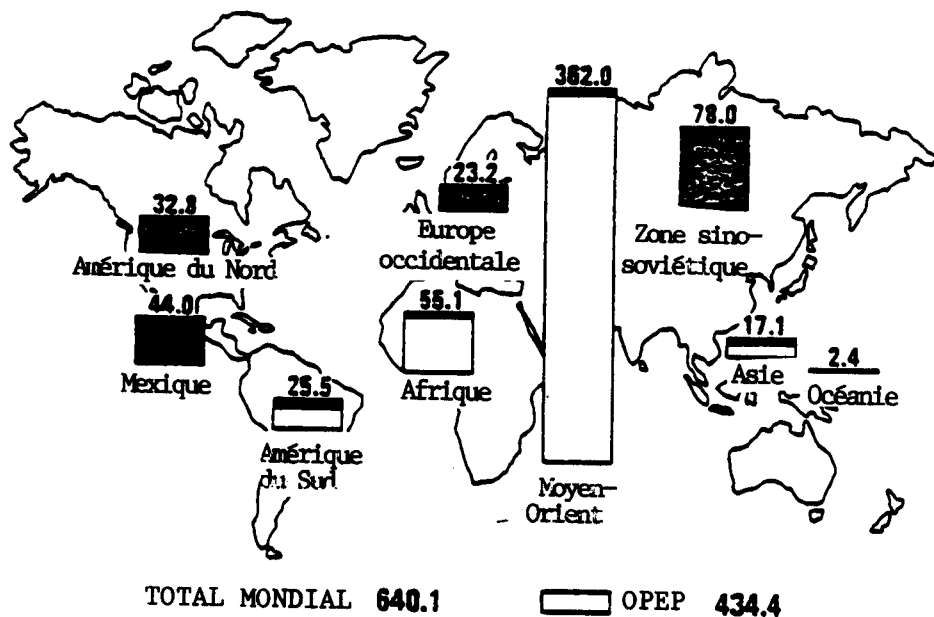 32.8
Amérique du Nord
44.0
Mexique
25.5
Amérique
du Sud
23.2
Europe
occidentale
55.1
Afrique
362.0
Moyen-
Orient
78.0
Zone sino-
soviétique
17.1
Asie
2.4
Océanie
TOTAL MONDIAL 640.1
OPEP 434.4